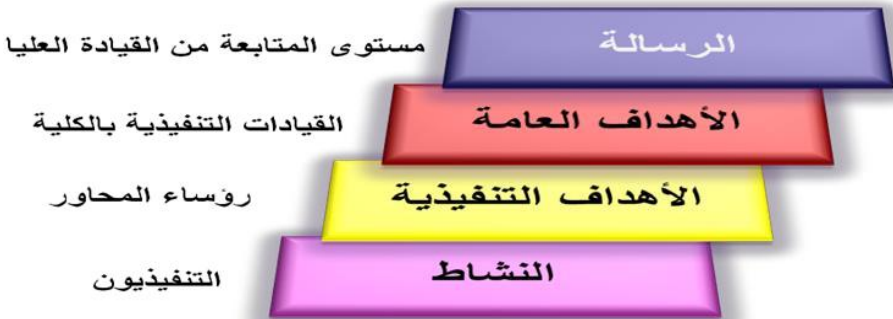 الرسالة
مستوى المتابعة من القيادة العليا
الأهداف العامة
القيادات التنفيذية بالكلية
الأهداف التنفيذية
رؤساء المحاور
النشاط
التنفيذيون